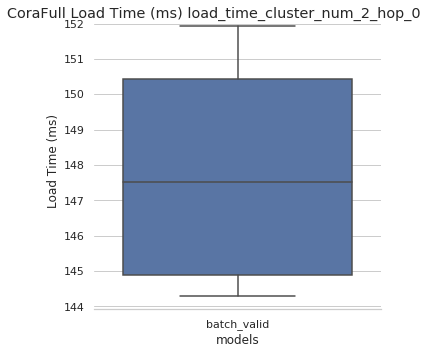 CoraFull Load Time (ms) load_time_cluster_num_2_hop_0
152
151
150
149
148
147
146
145
144
Load Time (ms)
batch_valid
models